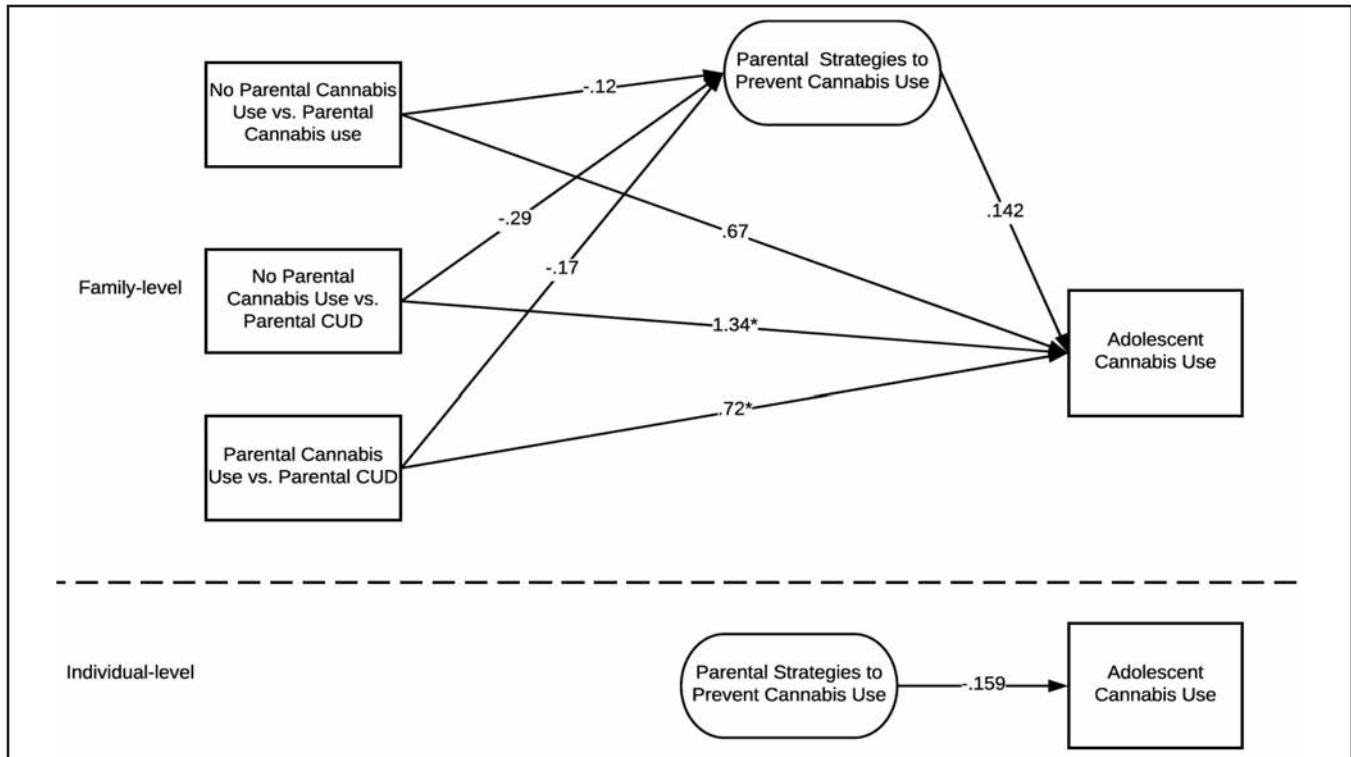 No Parental Cannabis
Use vs. Parental
Cannabis use
Parental  Strategies to
Prevent Cannabis Use
-.12
-.29
-.17
.67
.142
Family-level
No Parental
Cannabis Use vs.
Parental CUD
1.34*
Adolescent
Cannabis Use
Parental Cannabis
Use vs. Parental CUD
.72*
Individual-level
Parental Strategies to
Prevent Cannabis Use
-.159
Adolescent
Cannabis Use